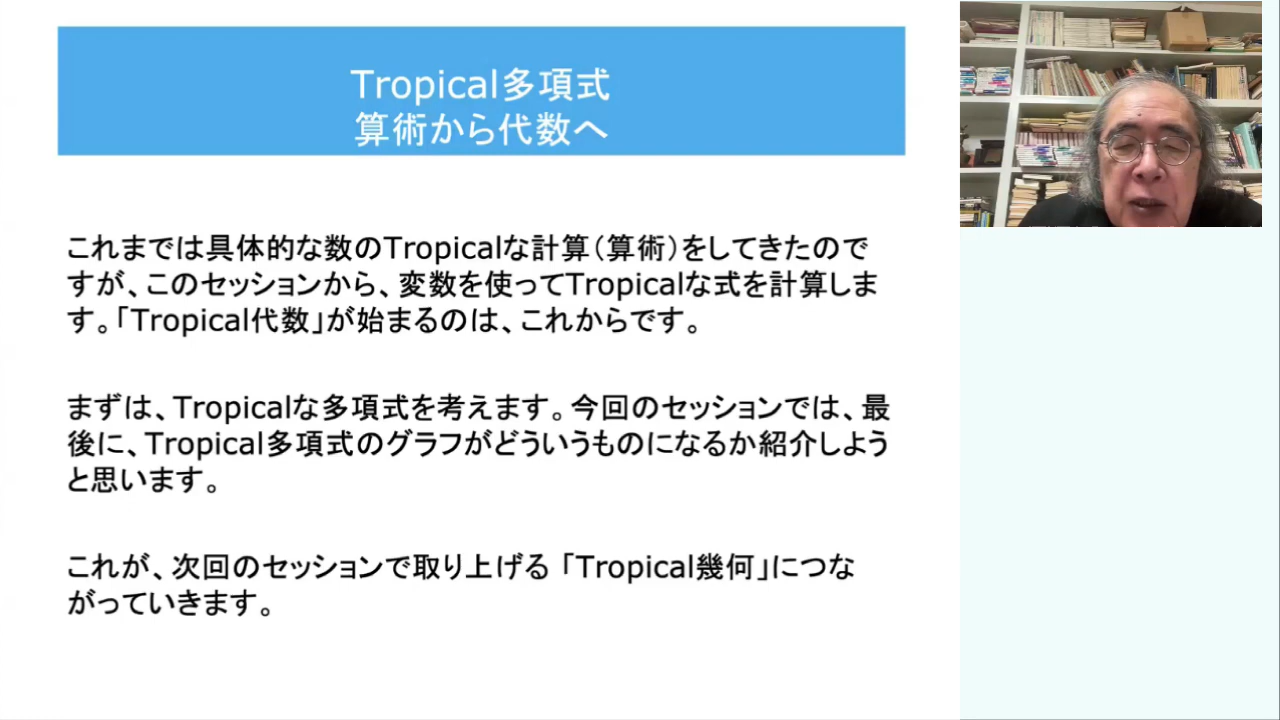 Tropical多項式
算術から代数へ
これまでは具体的な数のTropicalな計算（算術）をしてきたので
すが、このセッションから、変数を使ってTropicalな式を計算しま
す。「Tropical代数」が始まるのは、これからです。
まずは、Tropicalな多項式を考えます。今回のセッションでは、最
後に、Tropical多項式のグラフがどういうものになるか紹介しよう
と思います。
これが、次回のセッションで取り上げる 「Tropical幾何」につな
がっていきます。